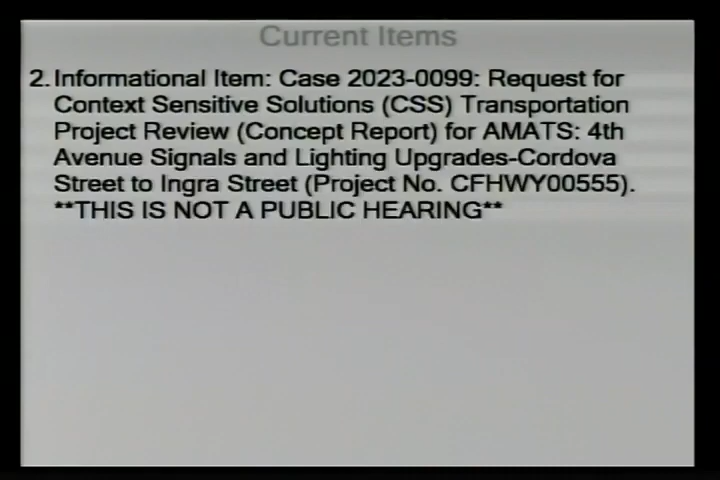 Current Items
2. Informational Item: Case 2023-0099: Request for
Context Sensitive Solutions (CSS) Transportation
Project Review (Concept Report) for AMATS: 4th
Avenue Signals and Lighting Upgrades-Cordova
Street to Ingra Street (Project No. CFHWY00555).
**THIS IS NOT A PUBLIC HEARING**